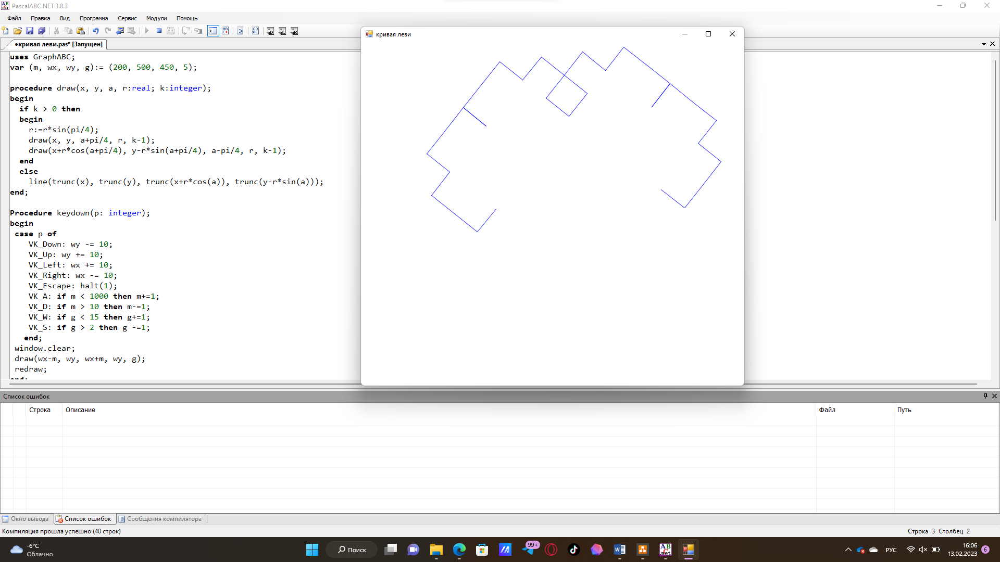 PascalABC.NET 3.8.3
Файл Правка Вид Программа Сервис Модули Помощь
•кривая леви.pas* [Запущен]
uses GraphABC;
var (m, wx, wy, g):= (200, 500, 450, 5);
procedure draw(x, y, a, r:real; k:integer);
begin
if k > 0 then
begin
r:=r*sin(pi/4);
draw(x, y, a+pi/4, r, k-1);
draw(x+r*cos(a+pi/4), y-r*sin(a+pi/4), a-pi/4, r, k-1);
end
else
line(trunc(x), trunc(y), trunc(x+r*cos(a)), trunc(y-r*sin(a)));
end;
Procedure keydown(p: integer);
begin
case p of
VK_Down: wy -= 10;
VK_Up: wy += 10;
VK_Left: wx += 10;
VK_Right: wx -= 10;
VK_Escape: halt(1);
VK_A: if m < 1000 then m+=1;
VK_D: if m > 10 then m-=1;
VK_W: if g < 15 then g+=1;
VK_S: if g > 2 then g -=1;
end;
window.clear;
draw(wx-m, wy, wx+m, wy, g);
redraw;
end;
кривая леви
Список ошибок
Строка Описание Файл Путь
Окно вывода Список ошибок Сообщения компилятора
Компиляция прошла успешно (40 строк) Строка 3 Столбец 2
-6°C
Облачно
Поиск
99+
РУС
16:06
13.02.2023
6